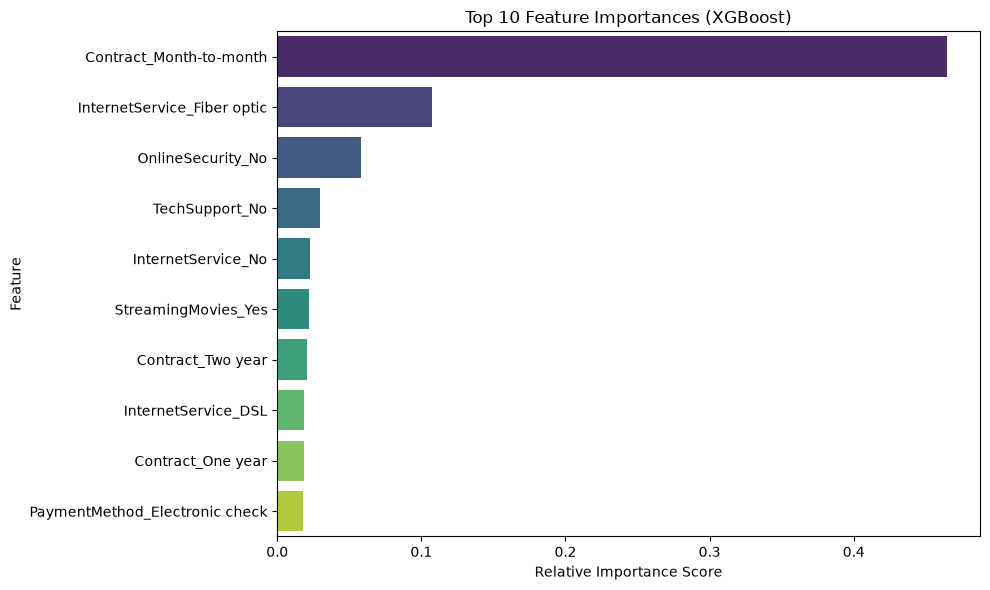 Top 10 Feature Importances (XGBoost)
Feature
Contract_Month-to-month
InternetService_Fiber optic
OnlineSecurity_No
TechSupport_No
InternetService_No
StreamingMovies_Yes
Contract_Two year
InternetService_DSL
Contract_One year
PaymentMethod_Electronic check
0.0 0.1 0.2 0.3 0.4
Relative Importance Score